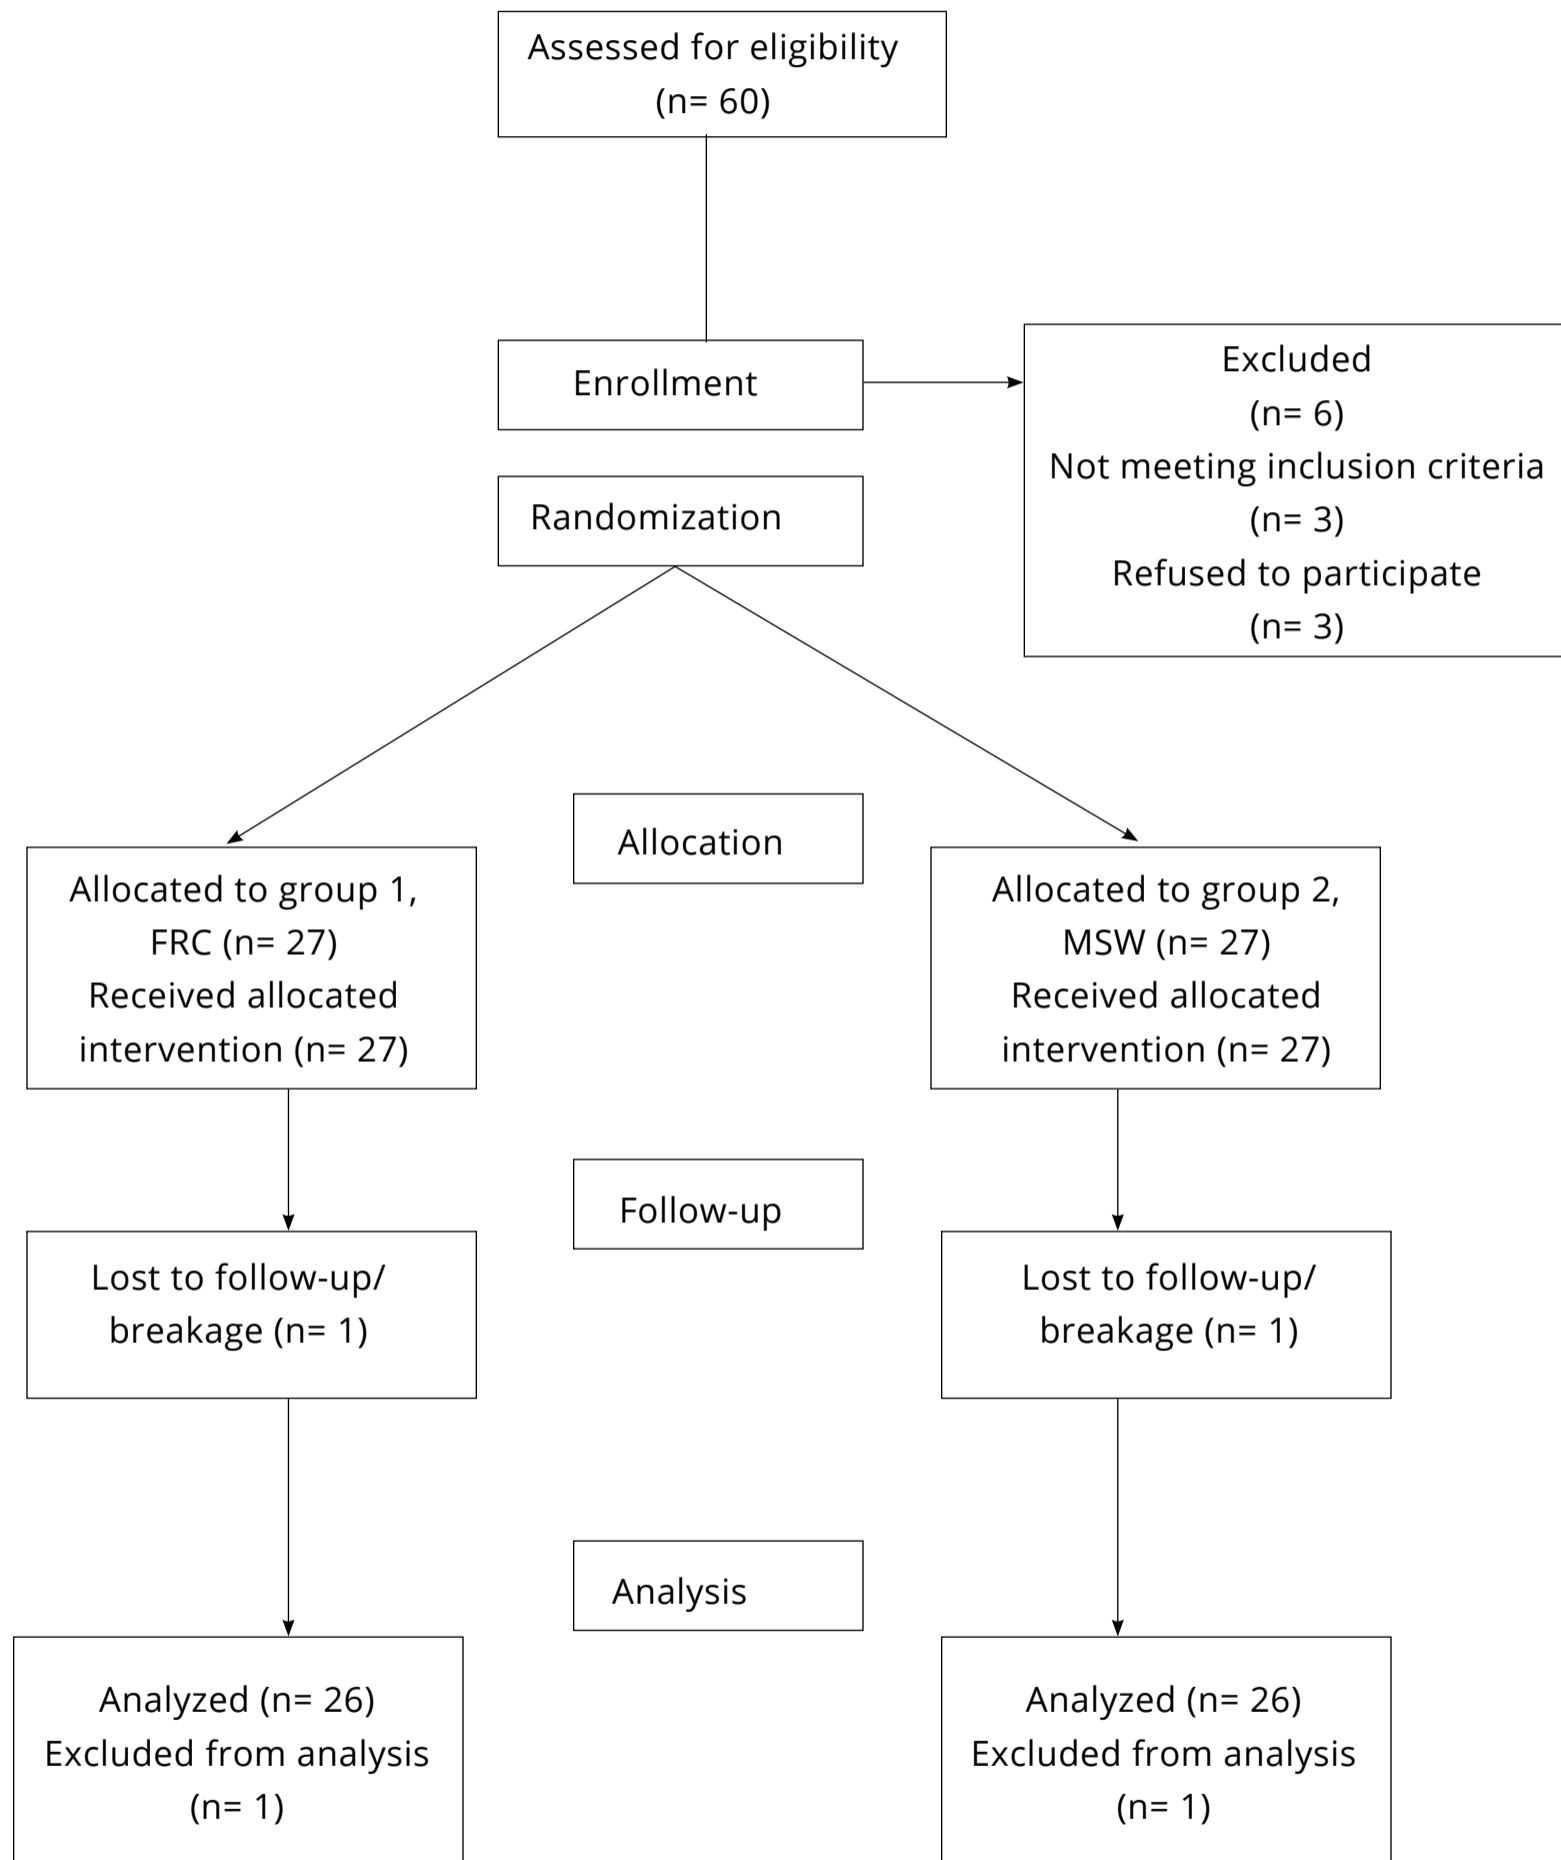 Assessed for eligibility
(n= 60)
Enrollment
Excluded
(n= 6)
Not meeting inclusion criteria
(n= 3)
Refused to participate
(n= 3)
Randomization
Allocation
Allocated to group 1,
FRC (n= 27)
Received allocated
intervention (n= 27)
Allocated to group 2,
MSW (n= 27)
Received allocated
intervention (n= 27)
Follow-up
Lost to follow-up/
breakage (n= 1)
Lost to follow-up/
breakage (n= 1)
Analysis
Analyzed (n= 26)
Excluded from analysis
(n= 1)
Analyzed (n= 26)
Excluded from analysis
(n= 1)